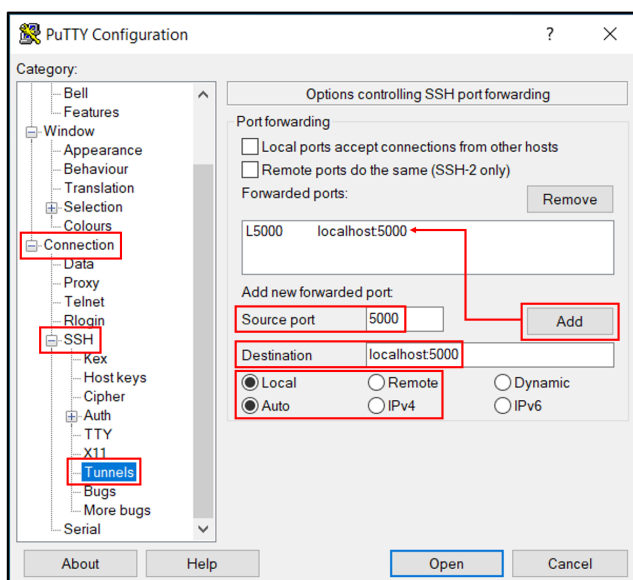 PuTTY Configuration
?
Category:
Bell
Features
Window
Appearance
Behaviour
Translation
Selection
Colours
Connection
Data
Proxy
Telnet
Rlogin
SSH
Kex
Host keys
Cipher
Auth
TTY
X11
Tunnels
Bugs
More bugs
Serial
Options controlling SSH port forwarding
Port forwarding
Local ports accept connections from other hosts
Remote ports do the same (SSH-2 only)
Forwarded ports:
Remove
L5000 localhost:5000
Add new forwarded port:
Source port 5000
Add
Destination localhost:5000
Local Remote Dynamic
Auto IPv4 IPv6
About Help Open Cancel